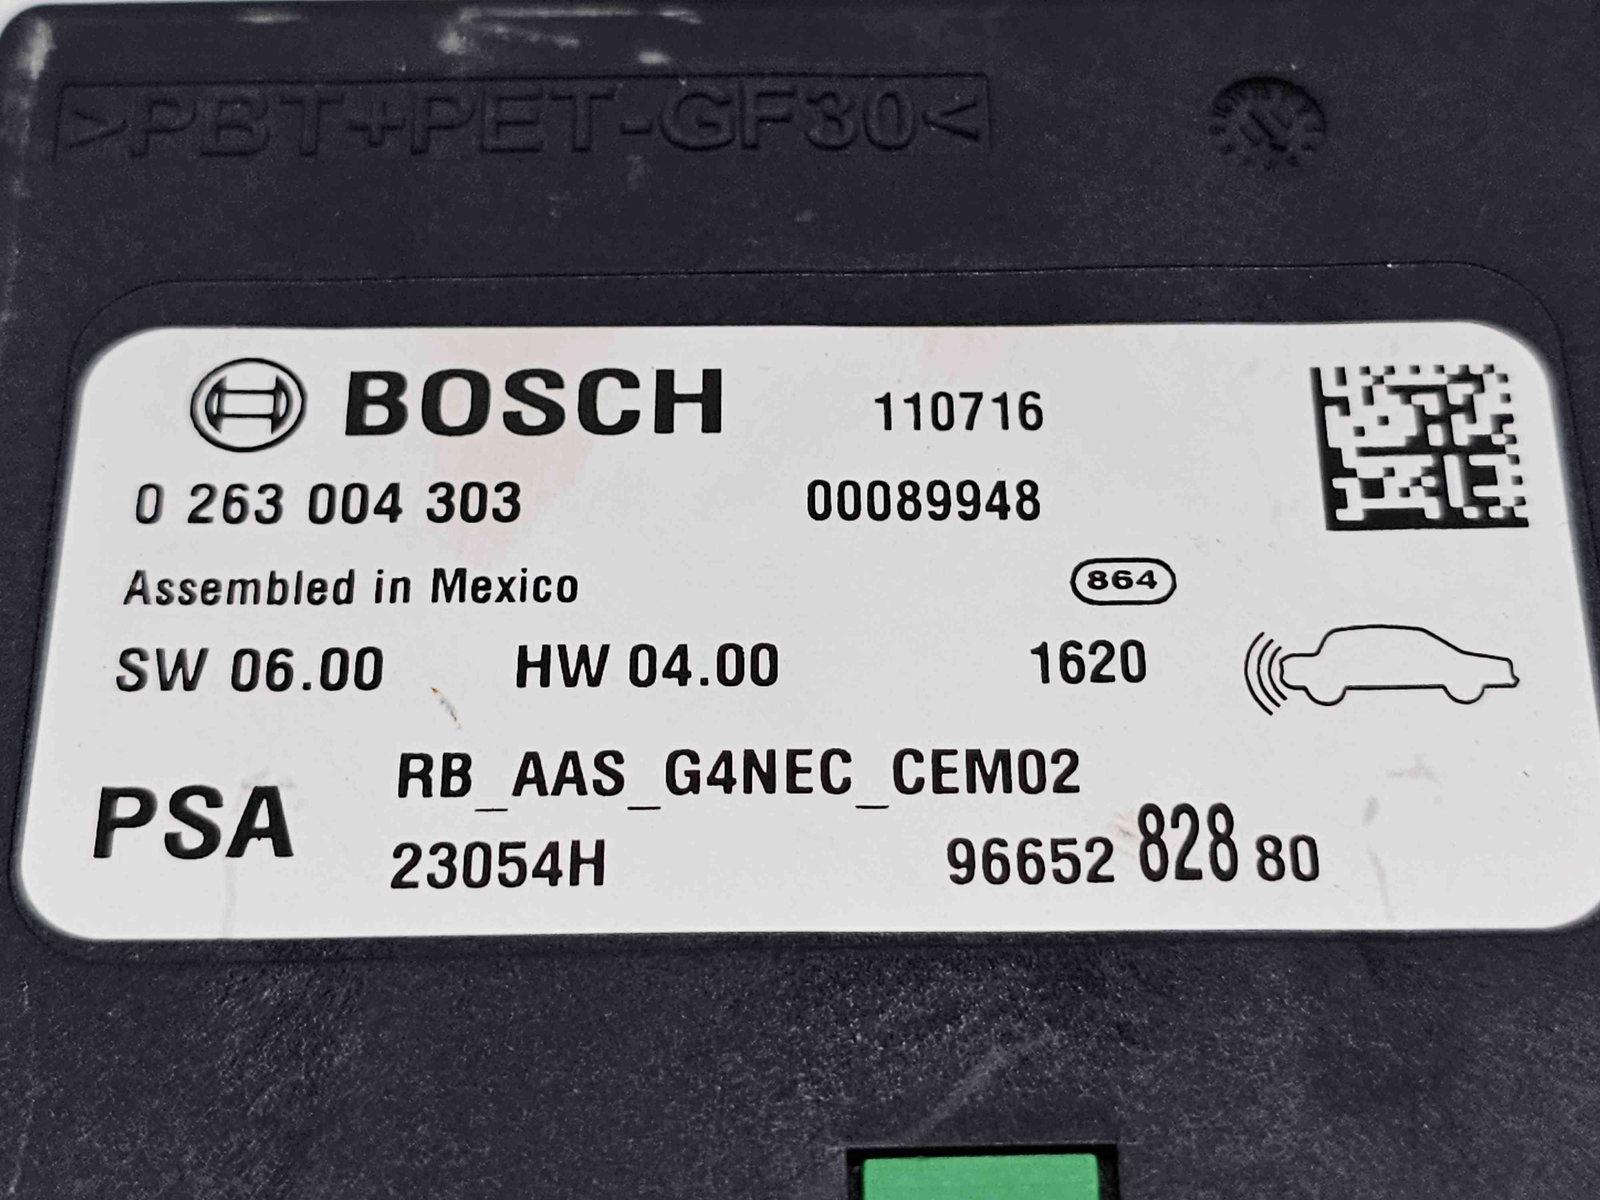 >PBT+PET-GF30<
BOSCH 110716
0 263 004 303 00089948
Assembled in Mexico 864
SW 06.00 HW 04.00 1620
RB_AAS_G4NEC_CEM02
PSA
23054H 96652 828 80